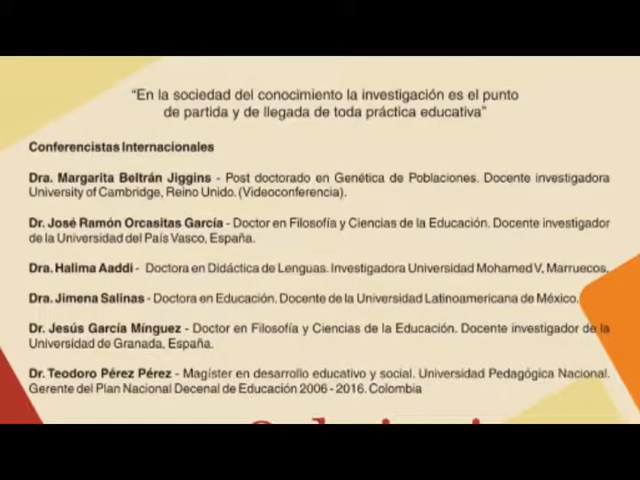 “En la sociedad del conocimiento la investigación es el punto
de partida y de llegada de toda práctica educativa”
Conferencistas Internacionales
Dra. Margarita Beltrán Jiggins - Post doctorado en Genética de Poblaciones. Docente investigadora
University of Cambridge, Reino Unido. (Videoconferencia).
Dr. José Ramón Orcasitas García - Doctor en Filosofía y Ciencias de la Educación. Docente investigador
de la Universidad del País Vasco, España.
Dra. Halima Aaddi - Doctora en Didáctica de Lenguas. Investigadora Universidad Mohamed V, Marruecos.
Dra. Jimena Salinas - Doctora en Educación. Docente de la Universidad Latinoamericana de México.
Dr. Jesús García Mínguez - Doctor en Filosofía y Ciencias de la Educación. Docente investigador de la
Universidad de Granada, España.
Dr. Teodoro Pérez Pérez - Magíster en desarrollo educativo y social. Universidad Pedagógica Nacional.
Gerente del Plan Nacional Decenal de Educación 2006 - 2016. Colombia